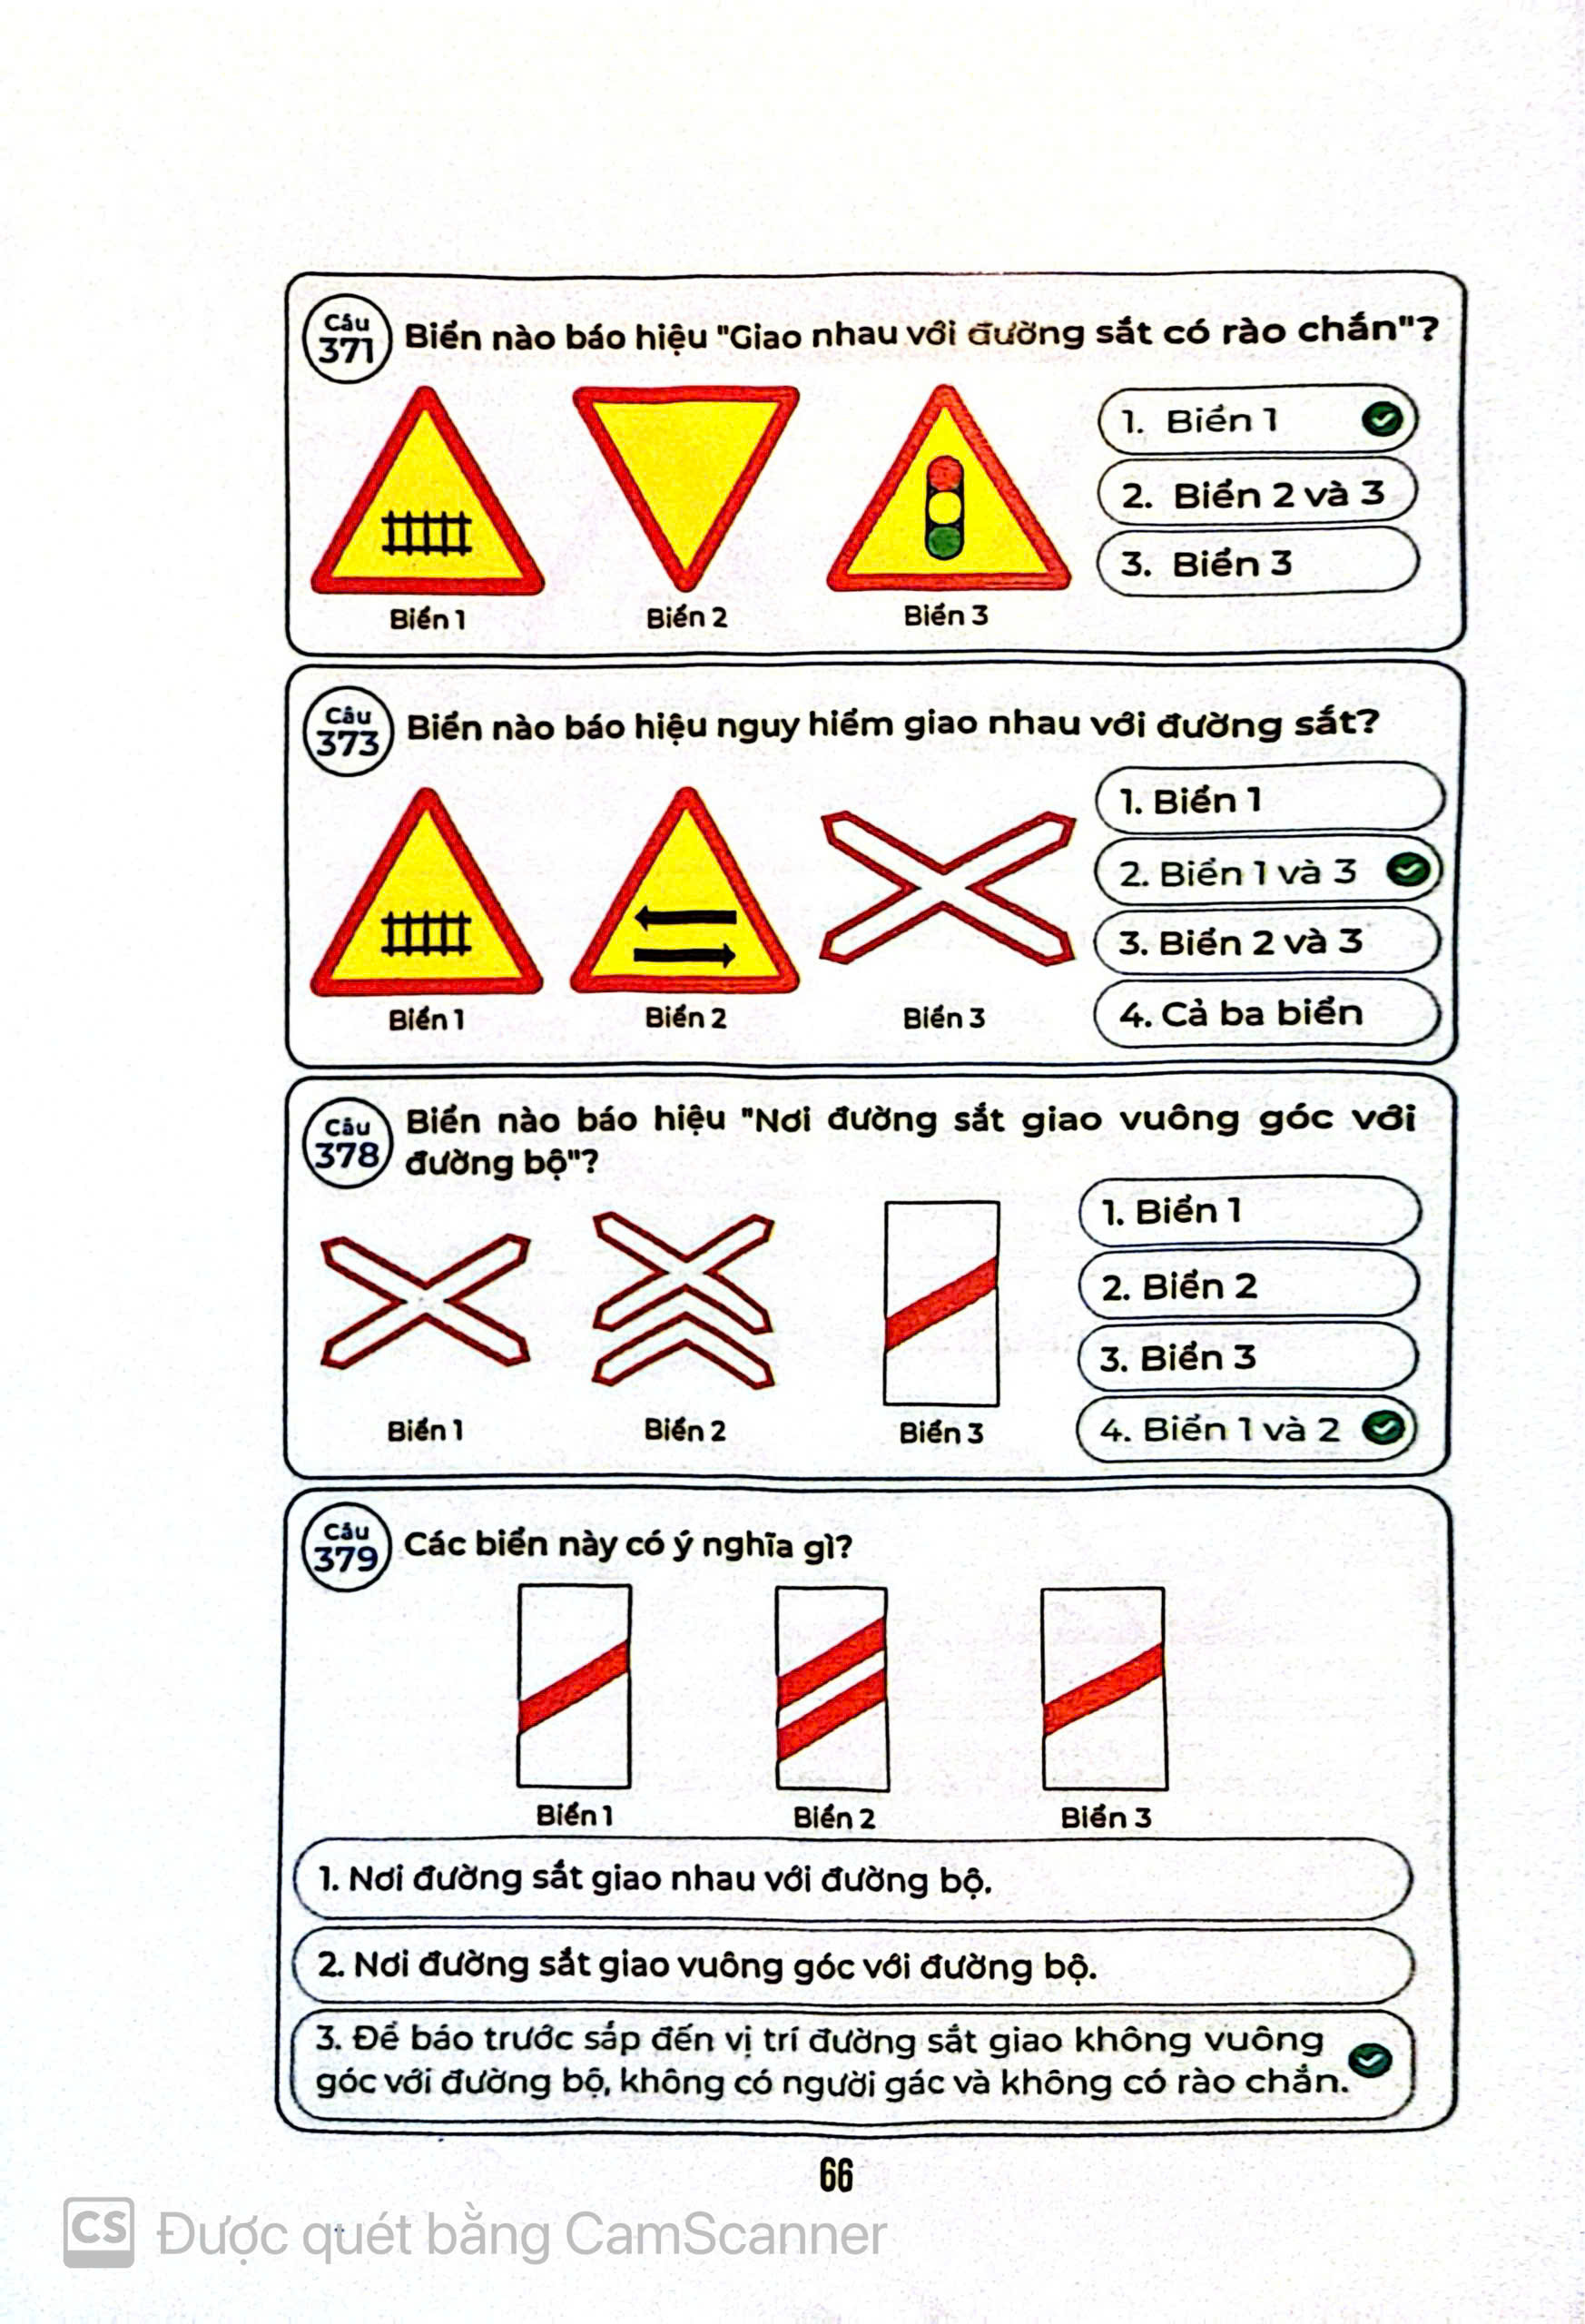 Câu
371
Biển nào báo hiệu "Giao nhau với đường sắt có rào chắn"?
1. Biển 1
2. Biển 2 và 3
3. Biển 3
Biển 1
Biển 2
Biển 3
Câu
373
Biển nào báo hiệu nguy hiểm giao nhau với đường sắt?
1. Biển 1
2. Biển 1 và 3
3. Biển 2 và 3
4. Cả ba biển
Biển 1
Biển 2
Biển 3
Câu
378
Biển nào báo hiệu "Nơi đường sắt giao vuông góc với
đường bộ"?
1. Biển 1
2. Biển 2
3. Biển 3
4. Biển 1 và 2
Biển 1
Biển 2
Biển 3
Câu
379
Các biển này có ý nghĩa gì?
Biển 1
Biển 2
Biển 3
1. Nơi đường sắt giao nhau với đường bộ.
2. Nơi đường sắt giao vuông góc với đường bộ.
3. Để báo trước sắp đến vị trí đường sắt giao không vuông
góc với đường bộ, không có người gác và không có rào chắn.
66
CS Được quét bằng CamScanner